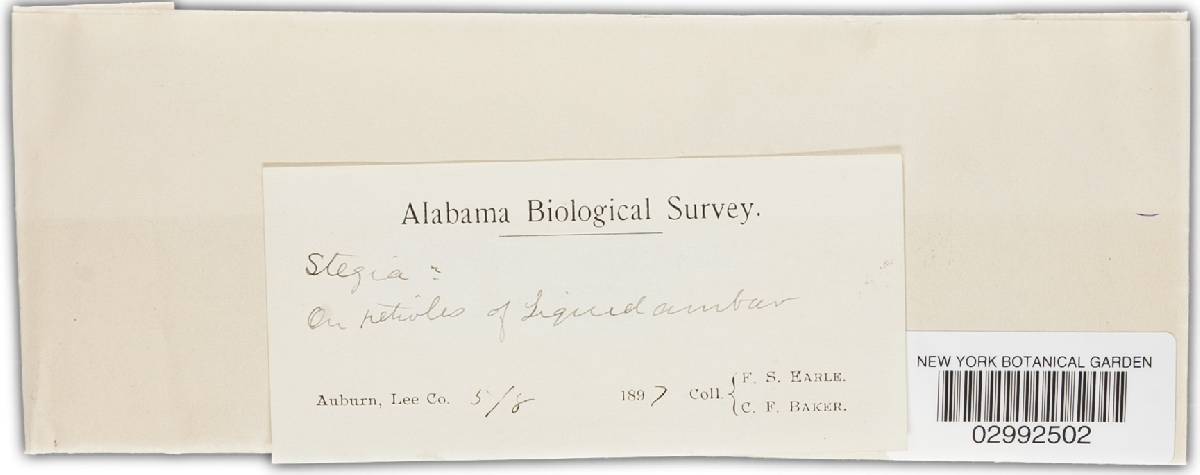 Alabama Biological Survey.
Stegia ?
On petioles of Liquidambar
Auburn, Lee Co. 5/8 1897 Coll. { F. S. Earle.
C. F. Baker.
NEW YORK BOTANICAL GARDEN
02992502